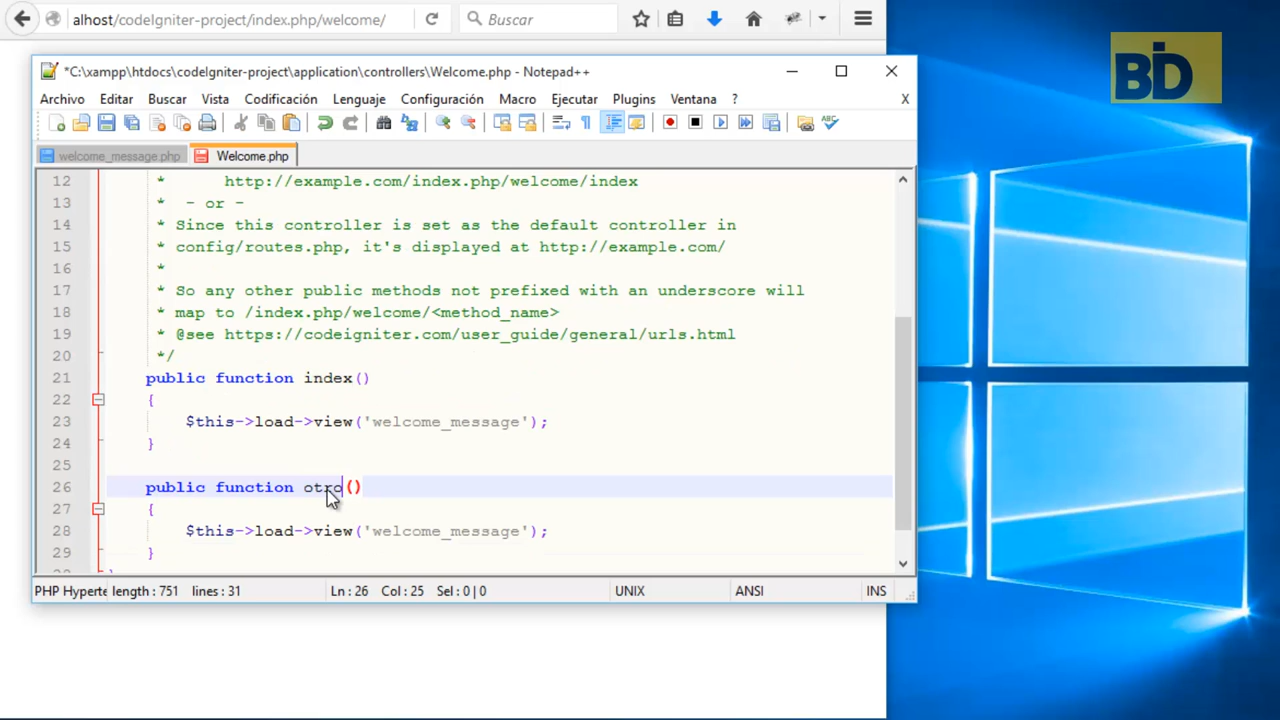 alhost/codeIgniter-project/index.php/welcome/
Buscar
BID
*C:\xampp\htdocs\codeIgniter-project\application\controllers\Welcome.php - Notepad++
Archivo Editar Buscar Vista Codificación Lenguaje Configuración Macro Ejecutar Plugins Ventana ? X
welcome_message.php Welcome.php
12 * http://example.com/index.php/welcome/index
13 * - or -
14 * Since this controller is set as the default controller in
15 * config/routes.php, it's displayed at http://example.com/
16 *
17 * So any other public methods not prefixed with an underscore will
18 * map to /index.php/welcome/<method_name>
19 * @see https://codeigniter.com/user_guide/general/urls.html
20 */
21 public function index()
22 {
23 $this->load->view('welcome_message');
24 }
25
26 public function otro()
27 {
28 $this->load->view('welcome_message');
29 }
PHP Hyperte length : 751 lines : 31 Ln : 26 Col : 25 Sel : 0 | 0 UNIX ANSI INS